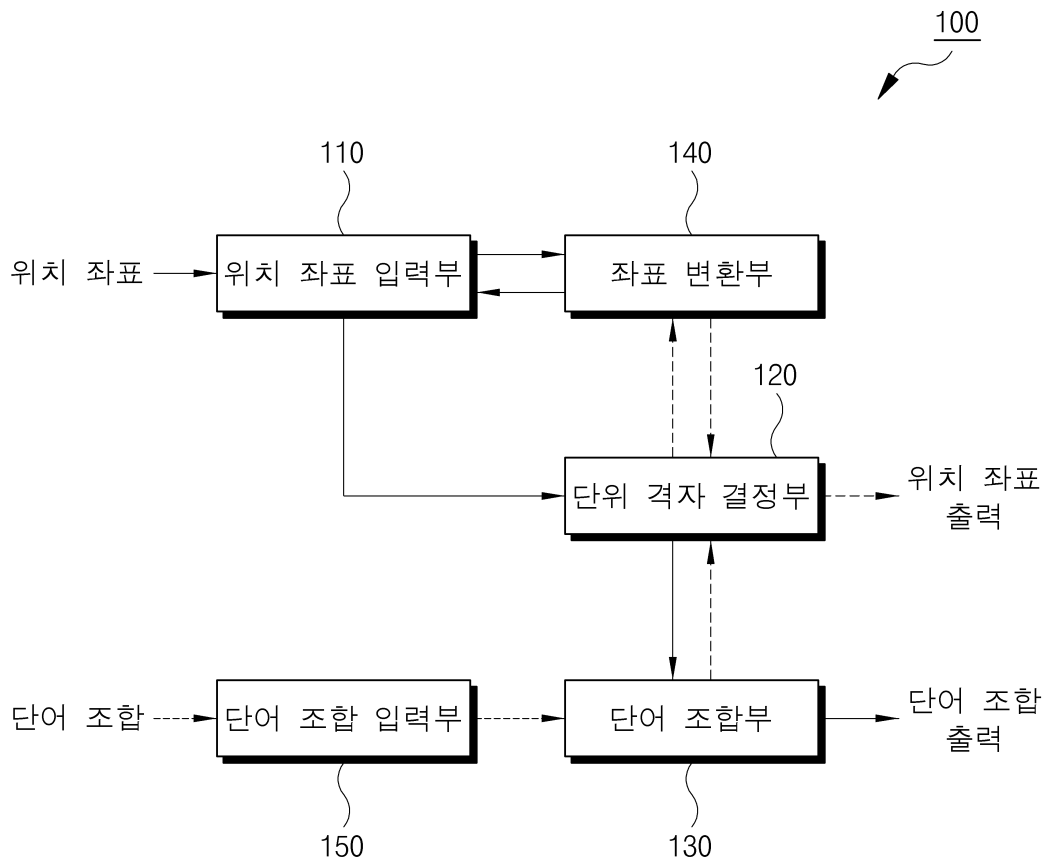 100
110
140
위치 좌표
위치 좌표 입력부
좌표 변환부
120
단위 격자 결정부
위치 좌표
출력
단어 조합
단어 조합 입력부
단어 조합부
단어 조합
출력
150
130